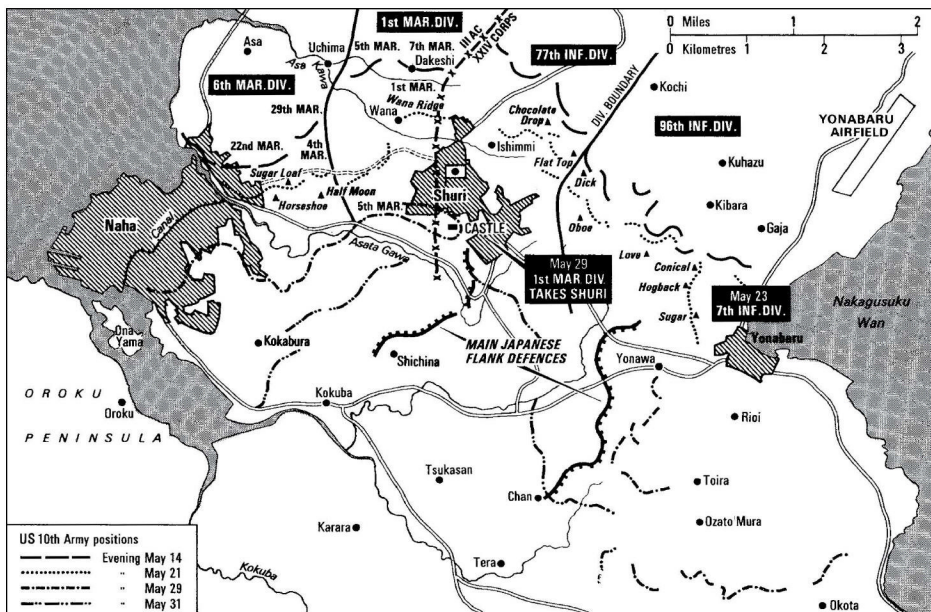 1st MAR. DIV.
III AC
XXIV CORPS
0 Miles 1 2
0 Kilometres 1 2 3
Asa
Uchima
5th MAR.
7th MAR.
Dakeshi
77th INF. DIV.
Asa
Kawa
6th MAR. DIV.
1st MAR.
Kochi
DIV. BOUNDARY
YONABARU
AIRFIELD
29th MAR.
Wana
Wana Ridge
Chocolate
Drop
96th INF. DIV.
4th
MAR.
22nd MAR.
Ishimmi
Flat Top
Kuhazu
Sugar Loaf
Dick
Half Moon
Horseshoe
Shuri
5th MAR.
Kibara
Naha
Canal
CASTLE
Oboe
Gaja
Asata Gawa
Love
Conical
May 29
1st MAR DIV.
TAKES SHURI
Hogback
May 23
7th INF. DIV.
Nakagusuku
Wan
Sugar
Ona
Yama
Kokabura
MAIN JAPANESE
FLANK DEFENCES
Yonabaru
Shichina
Yonawa
OROKU
PENINSULA
Oroku
Kokuba
Rioi
Tsukasan
Toira
Chan
Karara
Ozato Mura
Tera
Kokuba
Okota
US 10th Army positions
Evening May 14
" May 21
" May 29
" May 31